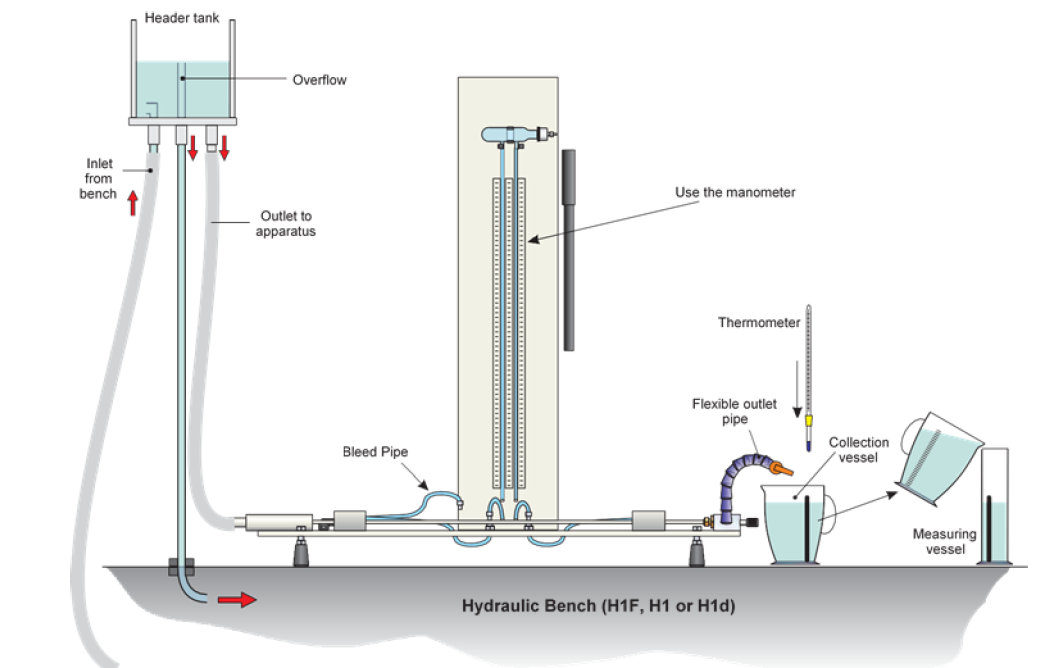 Header tank
Overflow
Inlet
from
bench
Outlet to
apparatus
Use the manometer
Thermometer
Flexible outlet
pipe
Collection
vessel
Bleed Pipe
Measuring
vessel
Hydraulic Bench (H1F, H1 or H1d)